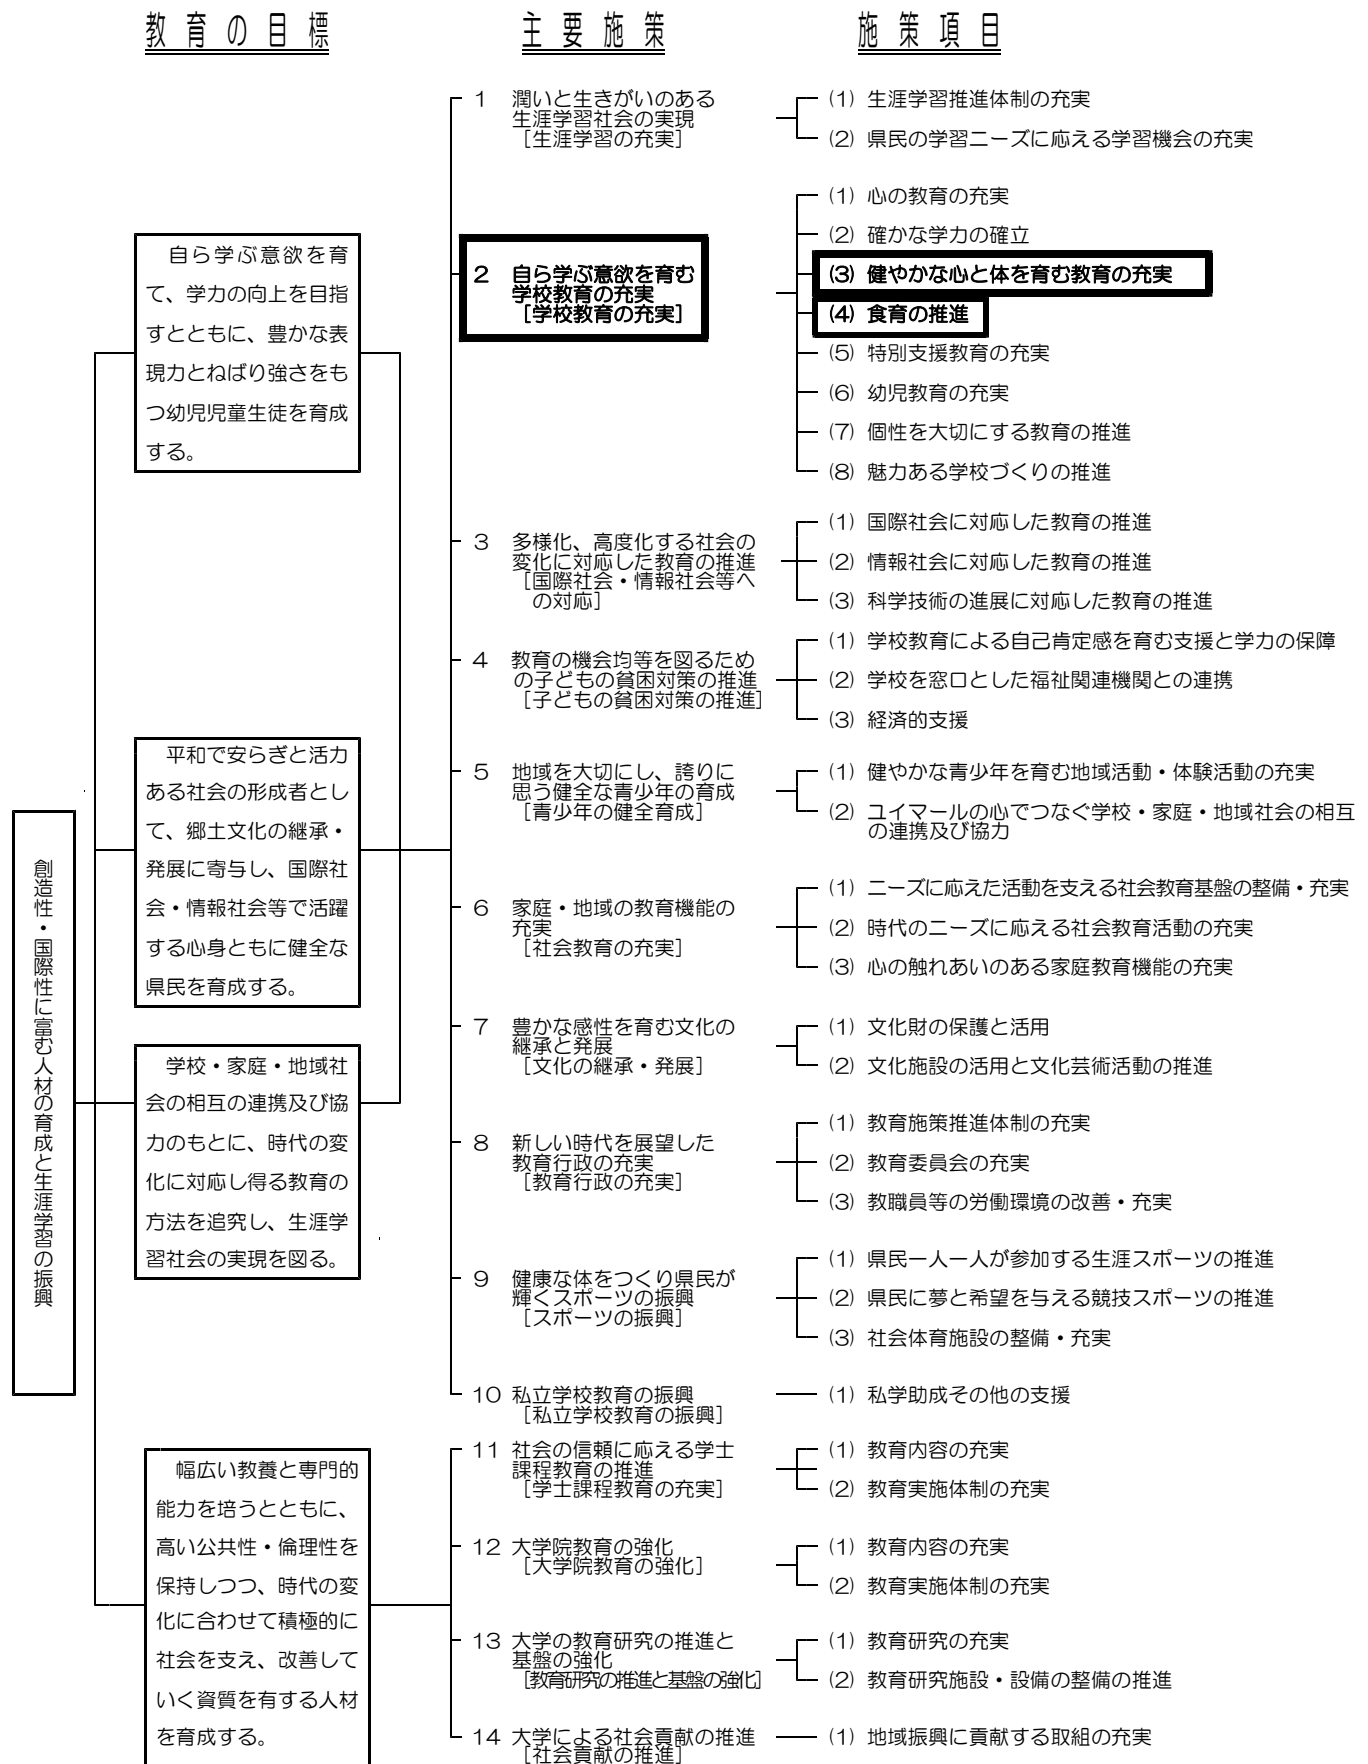 教育の目標
主要施策
施策項目
創造性・国際性に富む人材の育成と生涯学習の振興
自ら学ぶ意欲を育
て、学力の向上を目指
すとともに、豊かな表
現力とねばり強さをも
つ幼児児童生徒を育成
する。
平和で安らぎと活力
ある社会の形成者とし
て、郷土文化の継承・
発展に寄与し、国際社
会・情報社会等で活躍
する心身ともに健全な
県民を育成する。
学校・家庭・地域社
会の相互の連携及び協
力のもとに、時代の変
化に対応し得る教育の
方法を追究し、生涯学
習社会の実現を図る。
幅広い教養と専門的
能力を培うとともに、
高い公共性・倫理性を
保持しつつ、時代の変
化に合わせて積極的に
社会を支え、改善して
いく資質を有する人材
を育成する。
1 潤いと生きがいのある
生涯学習社会の実現
[生涯学習の充実]
(1) 生涯学習推進体制の充実
(2) 県民の学習ニーズに応える学習機会の充実
2 自ら学ぶ意欲を育む
学校教育の充実
[学校教育の充実]
(1) 心の教育の充実
(2) 確かな学力の確立
(3) 健やかな心と体を育む教育の充実
(4) 食育の推進
(5) 特別支援教育の充実
(6) 幼児教育の充実
(7) 個性を大切にする教育の推進
(8) 魅力ある学校づくりの推進
3 多様化、高度化する社会の
変化に対応した教育の推進
[国際社会・情報社会等へ
の対応]
(1) 国際社会に対応した教育の推進
(2) 情報社会に対応した教育の推進
(3) 科学技術の進展に対応した教育の推進
4 教育の機会均等を図るため
の子どもの貧困対策の推進
[子どもの貧困対策の推進]
(1) 学校教育による自己肯定感を育む支援と学力の保障
(2) 学校を窓口とした福祉関連機関との連携
(3) 経済的支援
5 地域を大切にし、誇りに
思う健全な青少年の育成
[青少年の健全育成]
(1) 健やかな青少年を育む地域活動・体験活動の充実
(2) ユイマールの心でつなぐ学校・家庭・地域社会の相互
の連携及び協力
6 家庭・地域の教育機能の
充実
[社会教育の充実]
(1) ニーズに応えた活動を支える社会教育基盤の整備・充実
(2) 時代のニーズに応える社会教育活動の充実
(3) 心の触れあいのある家庭教育機能の充実
7 豊かな感性を育む文化の
継承と発展
[文化の継承・発展]
(1) 文化財の保護と活用
(2) 文化施設の活用と文化芸術活動の推進
8 新しい時代を展望した
教育行政の充実
[教育行政の充実]
(1) 教育施策推進体制の充実
(2) 教育委員会の充実
(3) 教職員等の労働環境の改善・充実
9 健康な体をつくり県民が
輝くスポーツの振興
[スポーツの振興]
(1) 県民一人一人が参加する生涯スポーツの推進
(2) 県民に夢と希望を与える競技スポーツの推進
(3) 社会体育施設の整備・充実
10 私立学校教育の振興
[私立学校教育の振興]
(1) 私学助成その他の支援
11 社会の信頼に応える学士
課程教育の推進
[学士課程教育の充実]
(1) 教育内容の充実
(2) 教育実施体制の充実
12 大学院教育の強化
[大学院教育の強化]
(1) 教育内容の充実
(2) 教育実施体制の充実
13 大学の教育研究の推進と
基盤の強化
[教育研究の推進と基盤の強化]
(1) 教育研究の充実
(2) 教育研究施設・設備の整備の推進
14 大学による社会貢献の推進
[社会貢献の推進]
(1) 地域振興に貢献する取組の充実